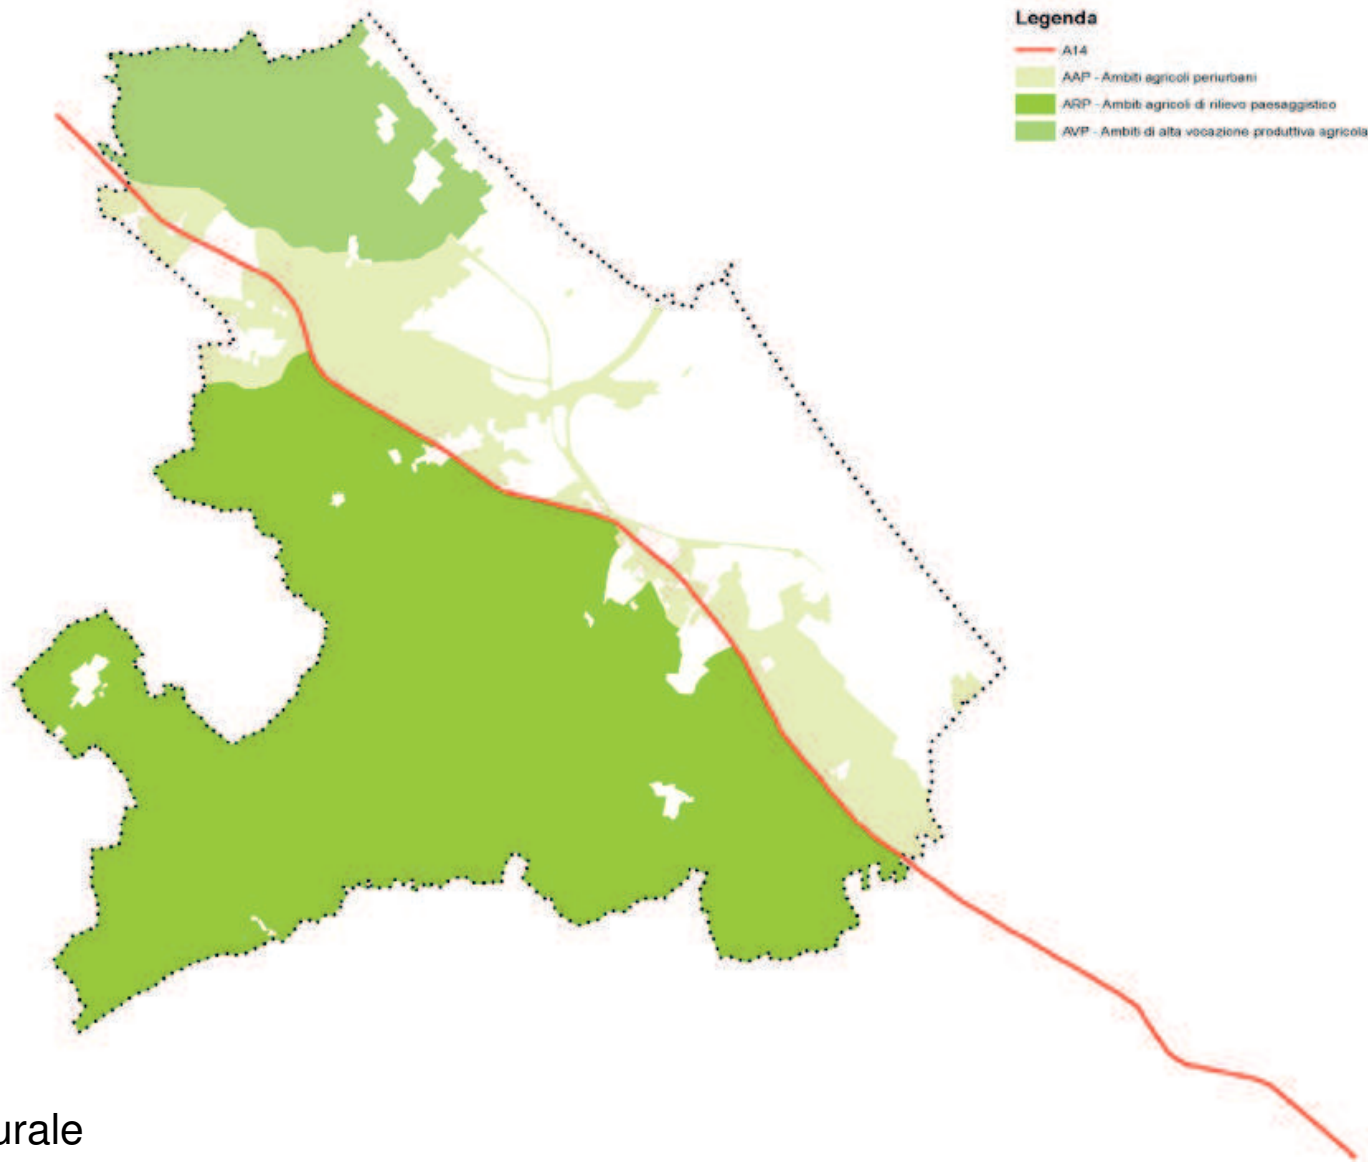 Legenda
A14
AAP - Ambiti agricoli periurbani
ARP - Ambiti agricoli di rilievo paesaggistico
AVP - Ambiti di alta vocazione produttiva agricola
urale